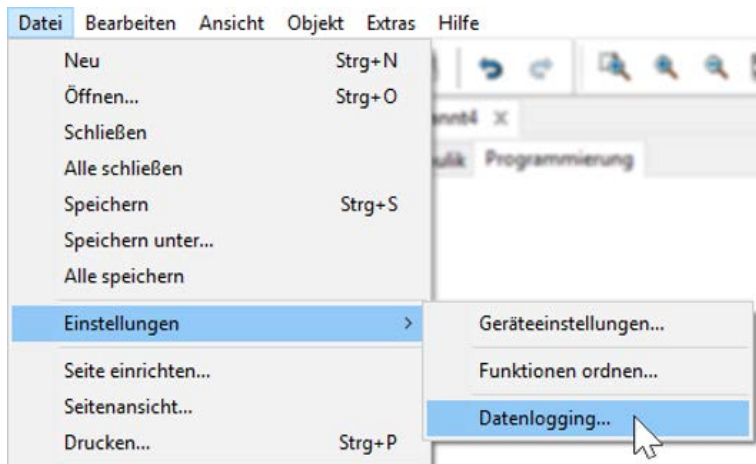 Datei Bearbeiten Ansicht Objekt Extras Hilfe
Neu Strg+N
Öffnen... Strg+O
Schließen
Alle schließen
Speichern Strg+S
Speichern unter...
Alle speichern
Einstellungen >
Seite einrichten...
Seitenansicht...
Drucken... Strg+P
Programmierung
Geräteeinstellungen...
Funktionen ordnen...
Datenlogging...